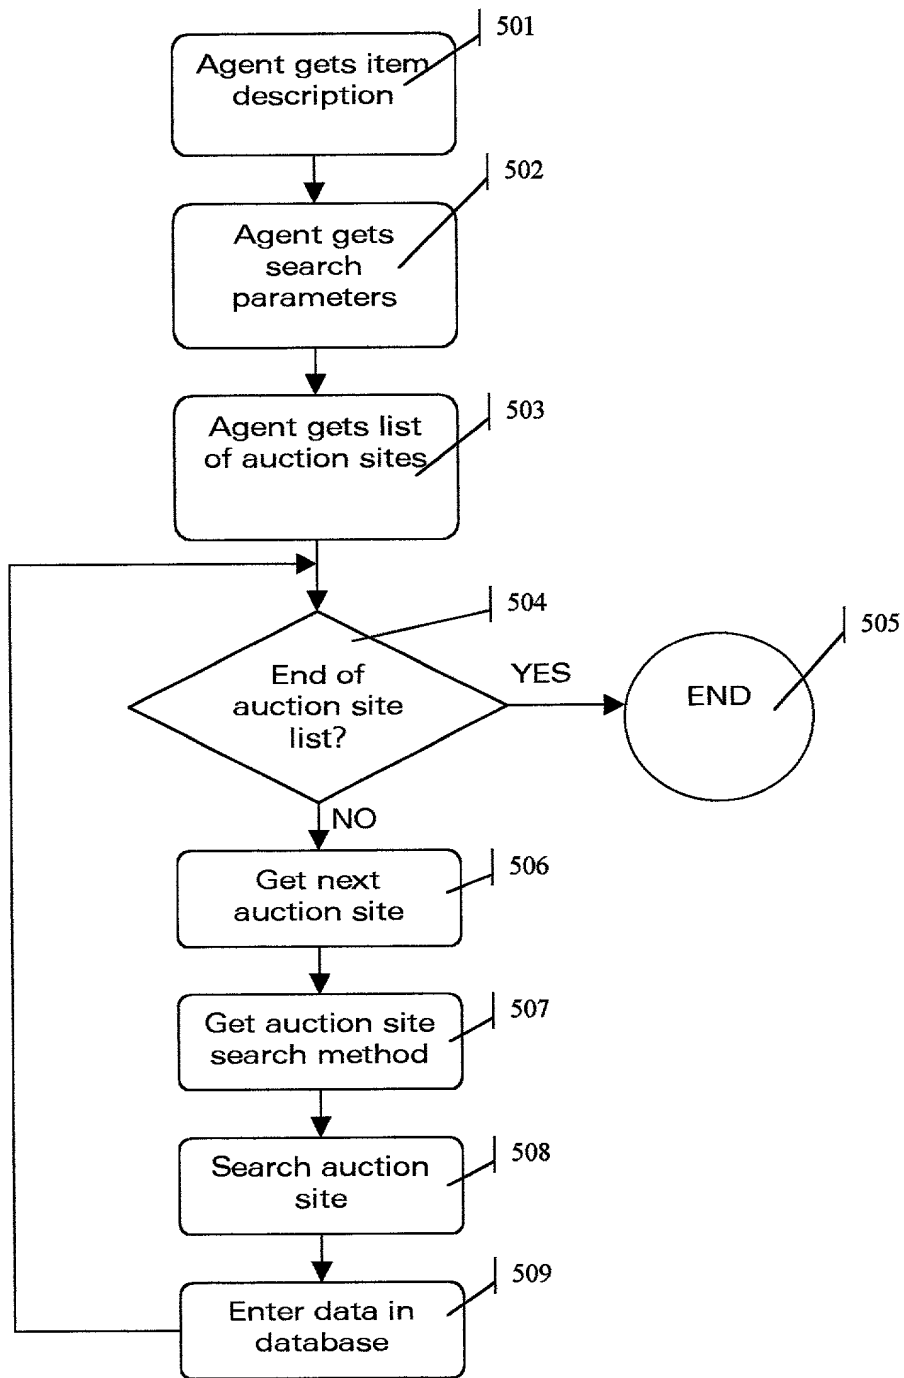 501
Agent gets item
description
502
Agent gets
search
parameters
503
Agent gets list
of auction sites
504
End of
auction site
list?
YES
505
END
NO
506
Get next
auction site
507
Get auction site
search method
508
Search auction
site
509
Enter data in
database